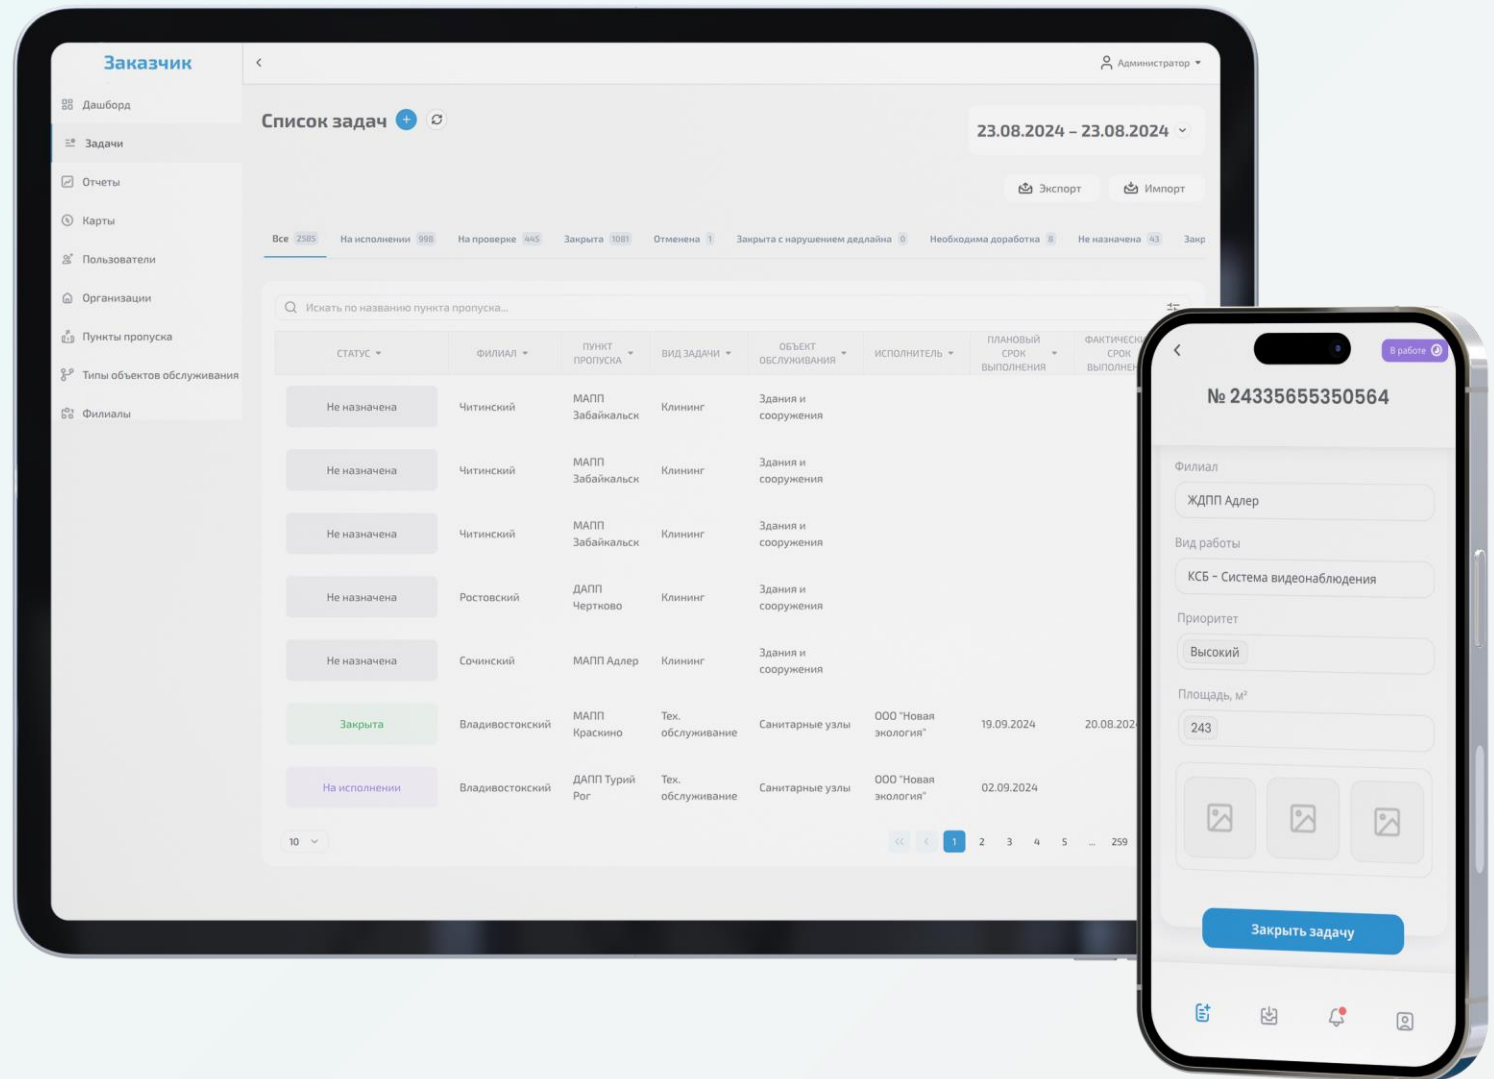 Заказчик
Администратор
Дашборд
Задачи
Отчеты
Карты
Пользователи
Организации
Пункты пропуска
Типы объектов обслуживания
Филиалы
Список задач
23.08.2024 – 23.08.2024
Экспорт Импорт
Все 2585 На исполнении 998 На проверке 445 Закрыта 1081 Отменена 1 Закрыта с нарушением дедлайна 0 Необходима доработка 8 Не назначена 43 Закр
Искать по названию пункта пропуска...
СТАТУС ФИЛИАЛ ПУНКТ ПРОПУСКА ВИД ЗАДАЧИ ОБЪЕКТ ОБСЛУЖИВАНИЯ ИСПОЛНИТЕЛЬ ПЛАНОВЫЙ СРОК ВЫПОЛНЕНИЯ ФАКТИЧЕСКИ СРОК ВЫПОЛНЕН
Не назначена Читинский МАПП Забайкальск Клининг Здания и сооружения
Не назначена Читинский МАПП Забайкальск Клининг Здания и сооружения
Не назначена Читинский МАПП Забайкальск Клининг Здания и сооружения
Не назначена Ростовский ДАПП Чертково Клининг Здания и сооружения
Не назначена Сочинский МАПП Адлер Клининг Здания и сооружения
Закрыта Владивостокский МАПП Краскино Тех. обслуживание Санитарные узлы ООО "Новая экология" 19.09.2024 20.08.202
На исполнении Владивостокский ДАПП Турий Рог Тех. обслуживание Санитарные узлы ООО "Новая экология" 02.09.2024
10
<< < 1 2 3 4 5 ... 259
В работе
№ 24335655350564
Филиал
ЖДПП Адлер
Вид работы
КСБ - Система видеонаблюдения
Приоритет
Высокий
Площадь, м²
243
Закрыть задачу